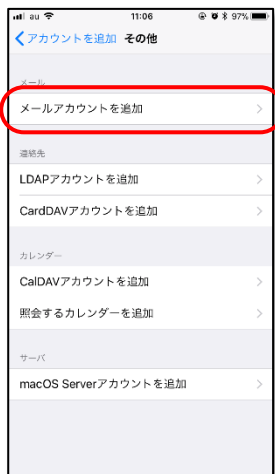 au 11:06 97%
アカウントを追加 その他
メール
メールアカウントを追加
連絡先
LDAPアカウントを追加
CardDAVアカウントを追加
カレンダー
CalDAVアカウントを追加
照会するカレンダーを追加
サーバ
macOS Serverアカウントを追加